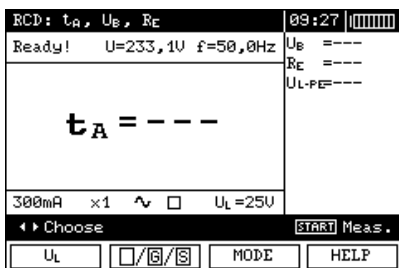 RCD: tA, UB, RE 09:27
Ready! U=233,1V f=50,0Hz
UB =---
RE =---
UL-PE=---
tA=---
300mA ×1 ∿ □ UL=25V
Choose START Meas.
UL □/G/S MODE HELP